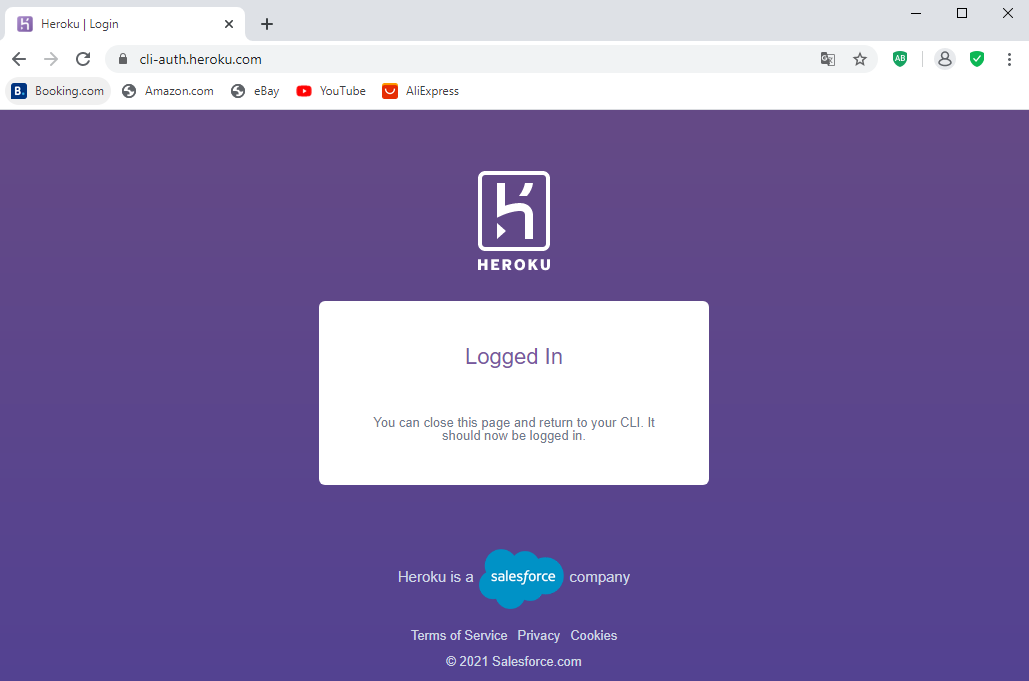 Heroku | Login
cli-auth.heroku.com
AB
B. Booking.com Amazon.com eBay YouTube AliExpress
HEROKU
Logged In
You can close this page and return to your CLI. It
should now be logged in.
Heroku is a salesforce company
Terms of Service Privacy Cookies
© 2021 Salesforce.com